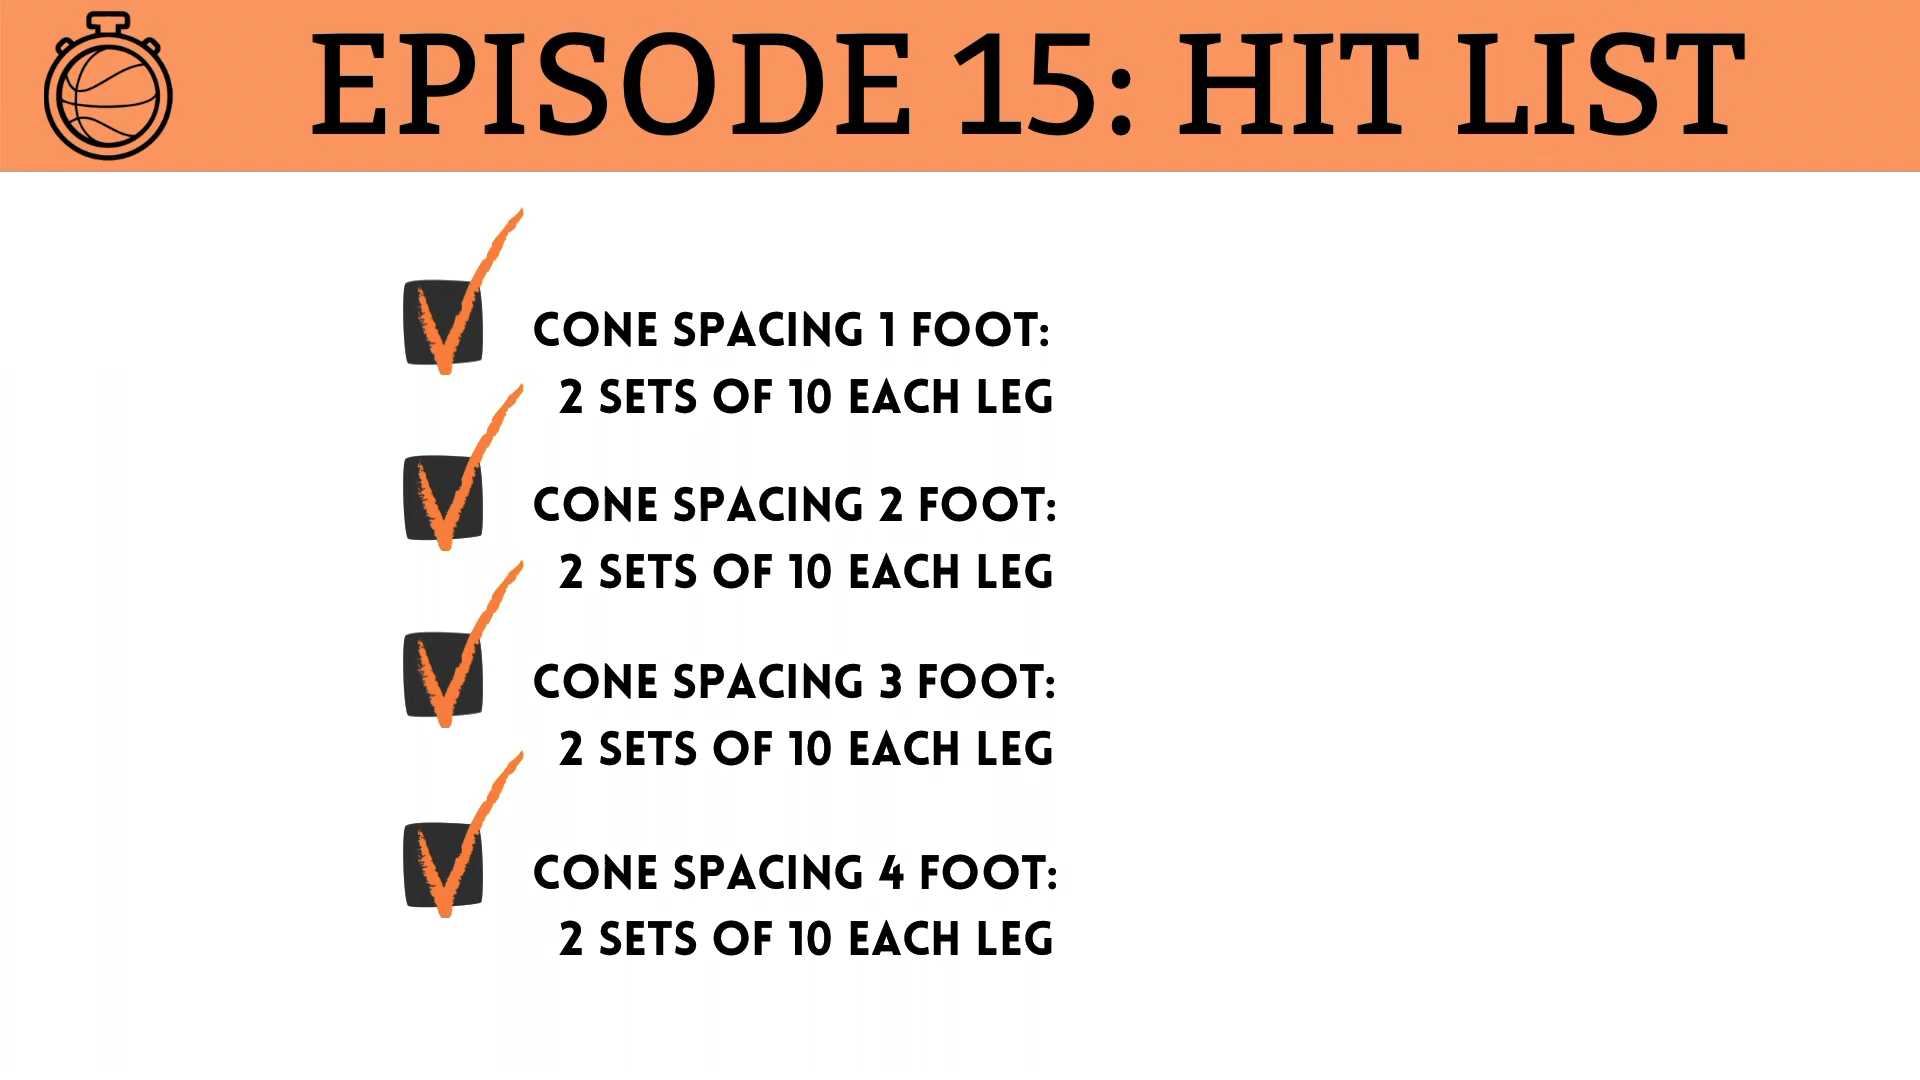 EPISODE 15: HIT LIST
CONE SPACING 1 FOOT:
2 SETS OF 10 EACH LEG
CONE SPACING 2 FOOT:
2 SETS OF 10 EACH LEG
CONE SPACING 3 FOOT:
2 SETS OF 10 EACH LEG
CONE SPACING 4 FOOT:
2 SETS OF 10 EACH LEG